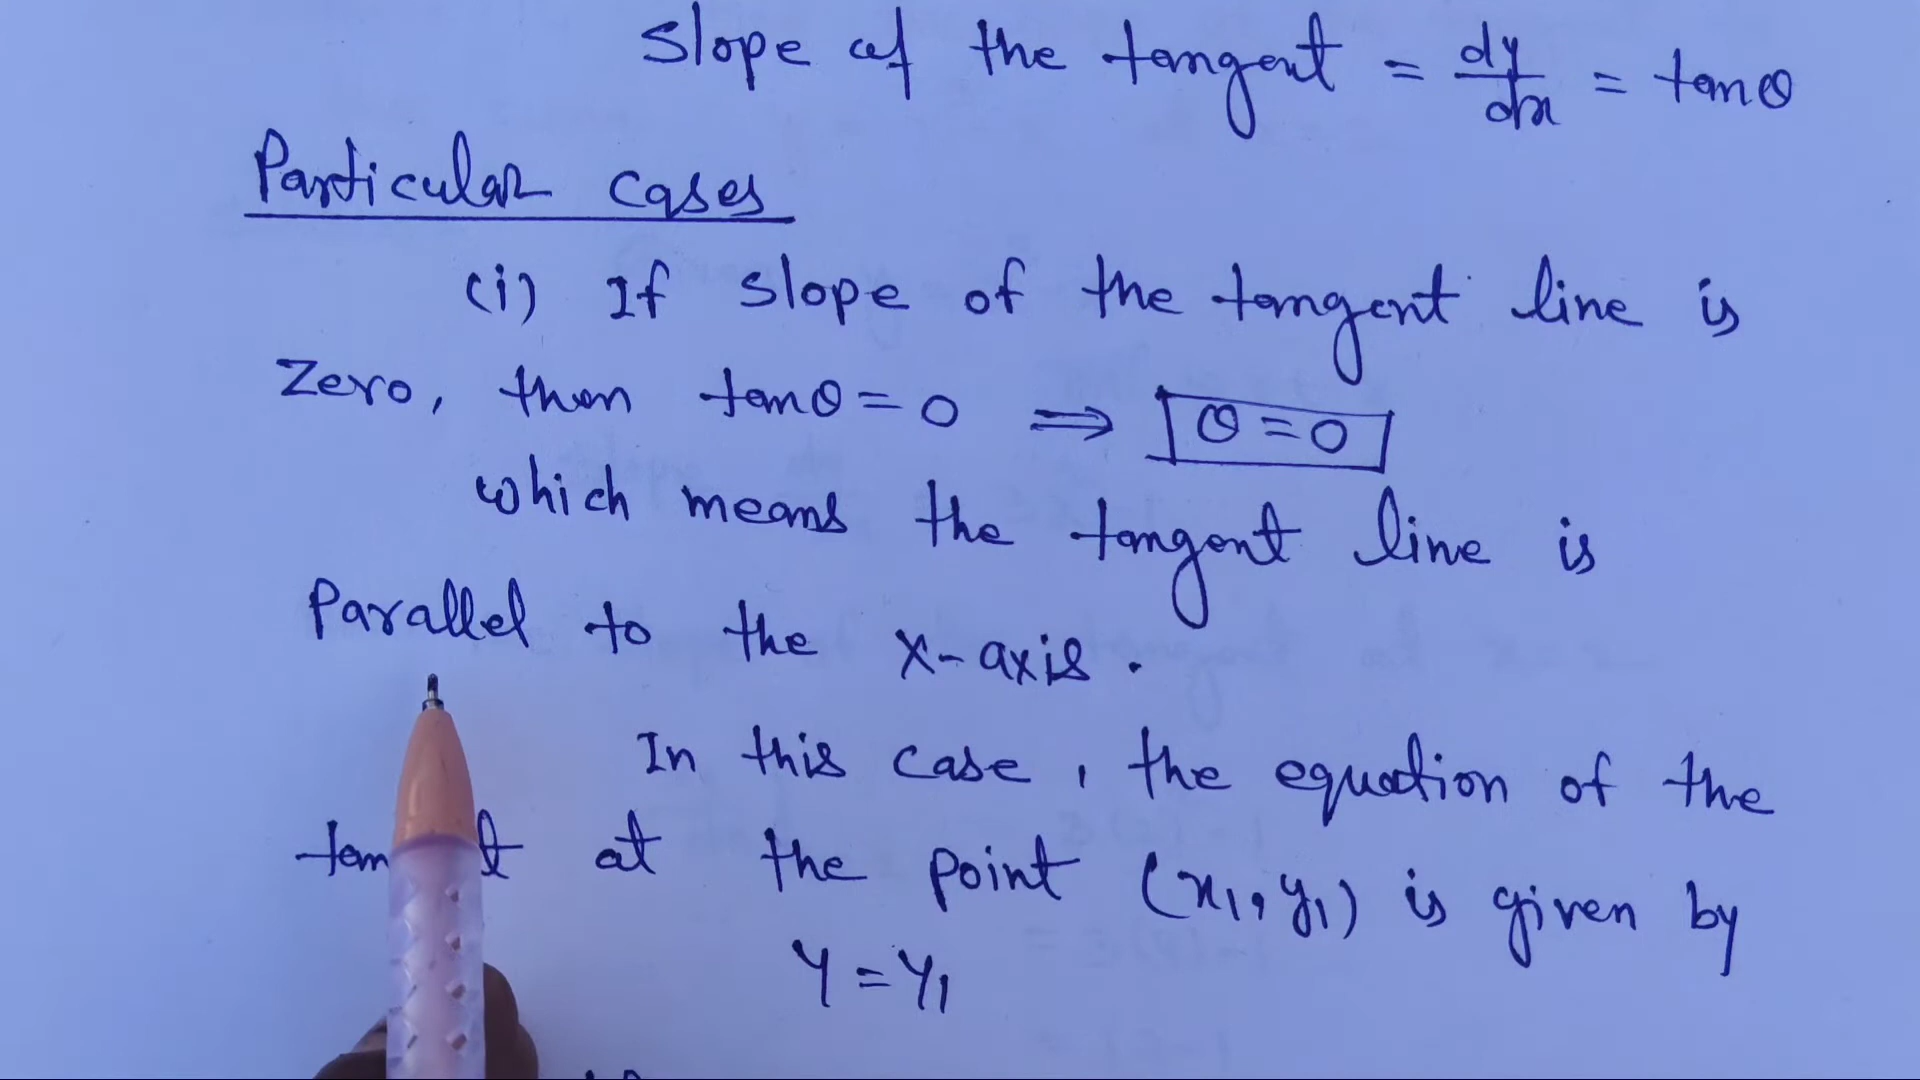 Slope of the tangent = dy/dx = tanθ
Particular cases
(i) If slope of the tangent line is
Zero, then tanθ = 0 ⇒ θ = 0
which means the tangent line is
Parallel to the x-axis.
In this case, the equation of the
at the point (x₁, y₁) is given by
y = y₁